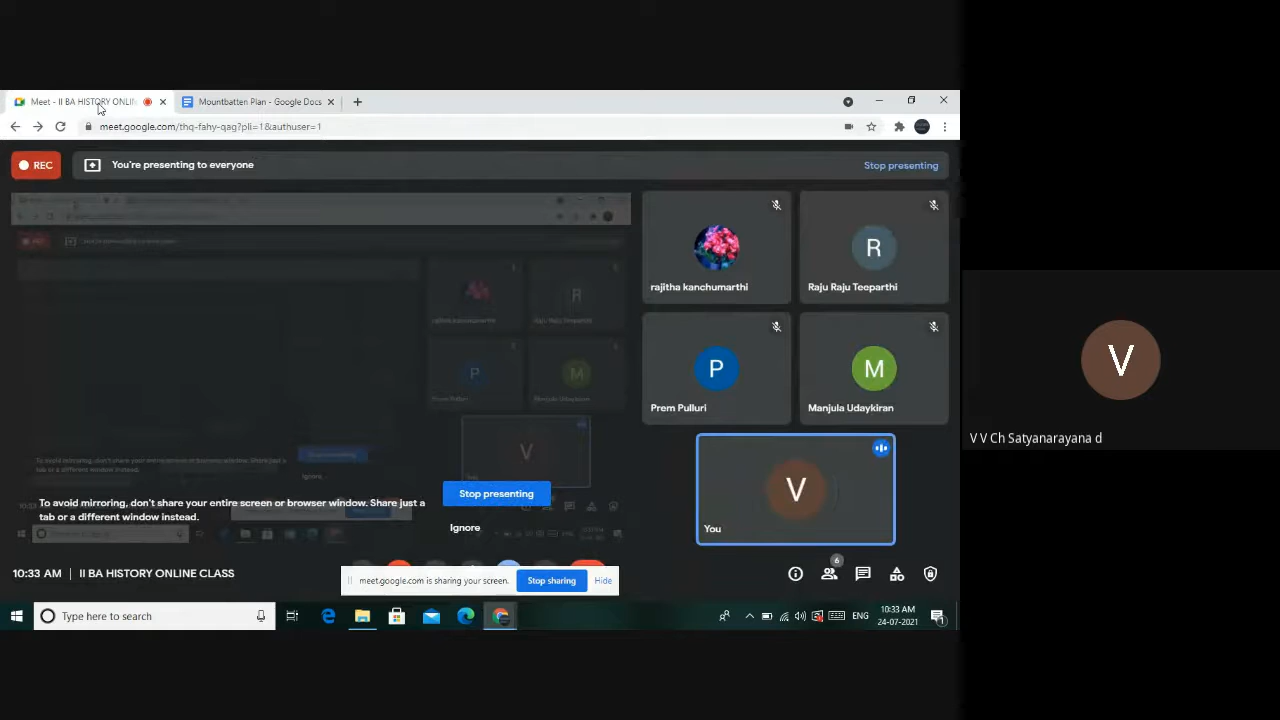 Meet - II BA HISTORY ONLIN
Mountbatten Plan - Google Docs
meet.google.com/thq-fahy-qag?pli=1&authuser=1
REC
You're presenting to everyone
Stop presenting
rajitha kanchumarthi
R
Raju Raju Teeparthi
P
Prem Pulluri
M
Manjula Udaykiran
V
You
V
V V Ch Satyanarayana d
To avoid mirroring, don't share your entire screen or browser window. Share just a
tab or a different window instead.
Stop presenting
Ignore
10:33 AM | II BA HISTORY ONLINE CLASS
6
meet.google.com is sharing your screen.
Stop sharing
Hide
Type here to search
ENG
10:33 AM
24-07-2021
1